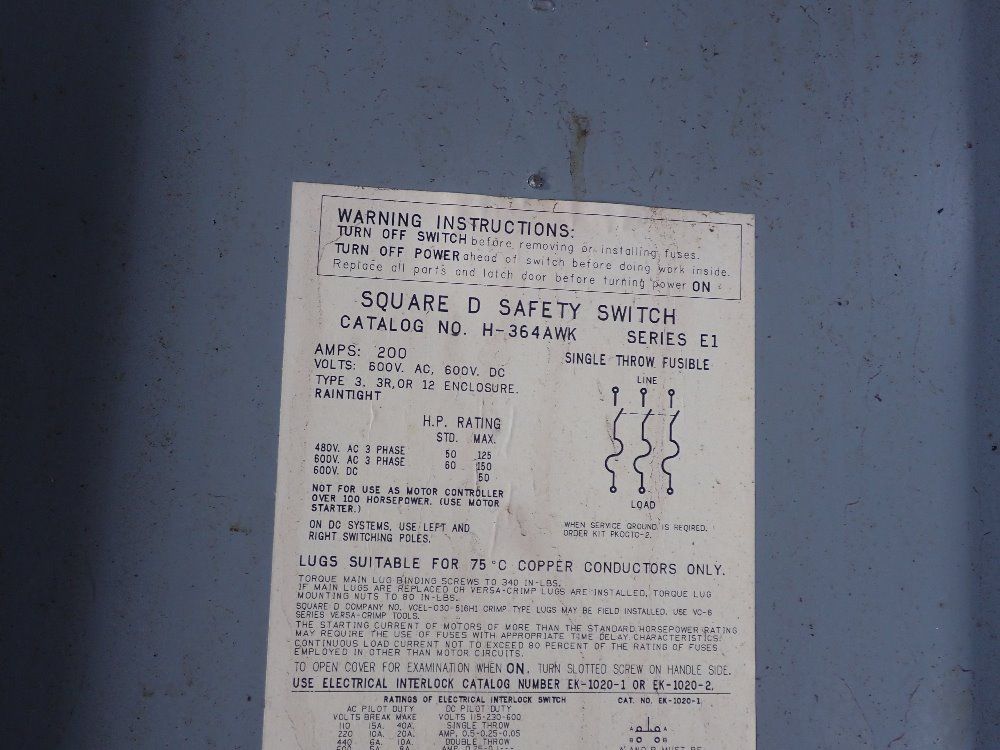 WARNING INSTRUCTIONS:
TURN OFF SWITCH before removing or installing fuses.
TURN OFF POWER ahead of switch before doing work inside.
Replace all parts and latch door before turning power ON
SQUARE D SAFETY SWITCH
CATALOG NO. H-364AWK SERIES E1
AMPS: 200
VOLTS: 600V. AC, 600V. DC
TYPE 3, 3R, OR 12 ENCLOSURE.
RAINTIGHT
SINGLE THROW FUSIBLE
LINE
H.P. RATING
STD. MAX.
480V. AC 3 PHASE 50 125
600V. AC 3 PHASE 60 150
600V. DC 50
NOT FOR USE AS MOTOR CONTROLLER
OVER 100 HORSEPOWER. (USE MOTOR
STARTER.)
LOAD
ON DC SYSTEMS, USE LEFT AND
RIGHT SWITCHING POLES.
WHEN SERVICE GROUND IS REQIRED.
ORDER KIT PKOGTC-2.
LUGS SUITABLE FOR 75°C COPPER CONDUCTORS ONLY.
TORQUE MAIN LUG BINDING SCREWS TO 340 IN-LBS.
IF MAIN LUGS ARE REPLACED OR VERSA-CRIMP LUGS ARE INSTALLED, TORQUE LUG
MOUNTING NUTS TO 80 IN-LBS.
SQUARE D COMPANY NO. VCEL-030-516H1 CRIMP TYPE LUGS MAY BE FIELD INSTALLED. USE VC-6
SERIES VERSA-CRIMP TOOLS.
THE STARTING CURRENT OF MOTORS OF MORE THAN THE STANDARD HORSEPOWER RATING
MAY REQUIRE THE USE OF FUSES WITH APPROPRIATE TIME DELAY CHARACTERISTICS.
CONTINUOUS LOAD CURRENT NOT TO EXCEED 80 PERCENT OF THE RATING OF FUSES
EMPLOYED IN OTHER THAN MOTOR CIRCUITS.
TO OPEN COVER FOR EXAMINATION WHEN ON, TURN SLOTTED SCREW ON HANDLE SIDE.
USE ELECTRICAL INTERLOCK CATALOG NUMBER EK-1020-1 OR EK-1020-2.
RATINGS OF ELECTRICAL INTERLOCK SWITCH CAT. NO. EK-1020-1
AC PILOT DUTY DC PILOT DUTY
VOLTS BREAK MAKE VOLTS 115-230-600
110 15A. 40A. SINGLE THROW
220 10A. 20A. AMP. 0.5-0.25-0.05
440 6A. 10A. DOUBLE THROW
A A
B B